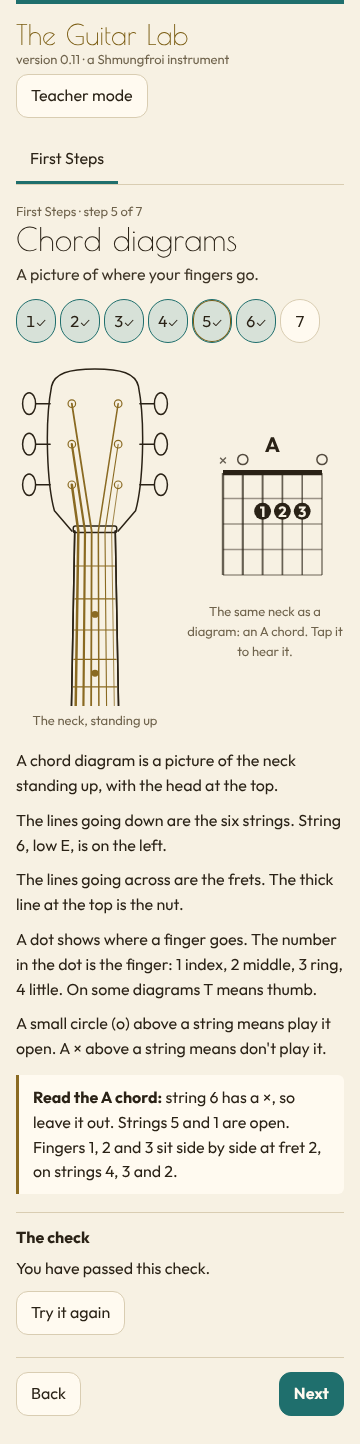 The Guitar Lab
version 0.11 · a Shmungfroi instrument
Teacher mode
First Steps
First Steps · step 5 of 7
Chord diagrams
A picture of where your fingers go.
1✓ 2✓ 3✓ 4✓ 5✓ 6✓ 7
A
× o o
1 2 3
The same neck as a
diagram: an A chord. Tap it
to hear it.
The neck, standing up
A chord diagram is a picture of the neck
standing up, with the head at the top.
The lines going down are the six strings. String
6, low E, is on the left.
The lines going across are the frets. The thick
line at the top is the nut.
A dot shows where a finger goes. The number
in the dot is the finger: 1 index, 2 middle, 3 ring,
4 little. On some diagrams T means thumb.
A small circle (o) above a string means play it
open. A × above a string means don't play it.
Read the A chord: string 6 has a ×, so
leave it out. Strings 5 and 1 are open.
Fingers 1, 2 and 3 sit side by side at fret 2,
on strings 4, 3 and 2.
The check
You have passed this check.
Try it again
Back
Next